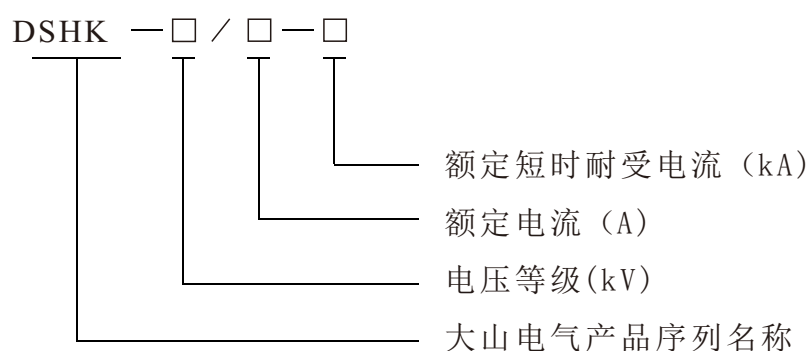 DSHK —□／□—□
额定短时耐受电流（kA)
额定电流（A)
电压等级(kV)
大山电气产品序列名称